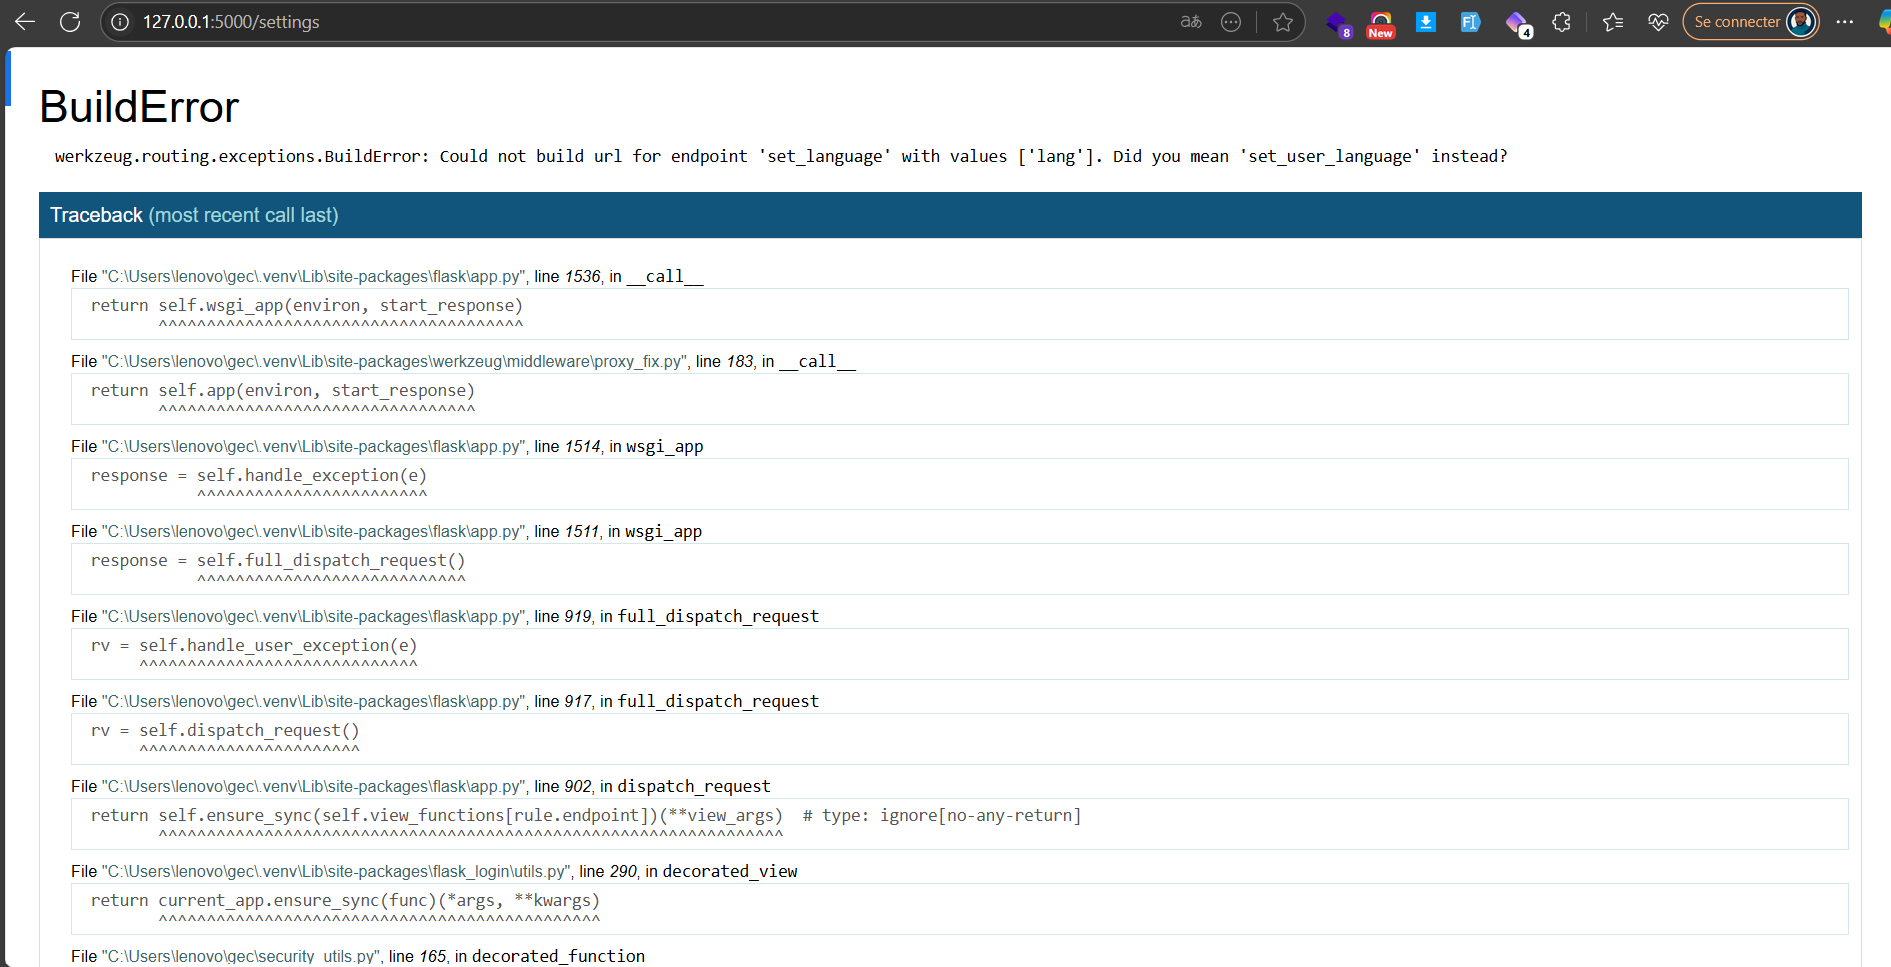 127.0.0.1:5000/settings
aあ
8
New
F
4
Se connecter
BuildError
werkzeug.routing.exceptions.BuildError: Could not build url for endpoint 'set_language' with values ['lang']. Did you mean 'set_user_language' instead?
Traceback (most recent call last)
File "C:\Users\lenovo\gec\.venv\Lib\site-packages\flask\app.py", line 1536, in __call__
return self.wsgi_app(environ, start_response)
^^^^^^^^^^^^^^^^^^^^^^^^^^^^^^^^^^^^^^
File "C:\Users\lenovo\gec\.venv\Lib\site-packages\werkzeug\middleware\proxy_fix.py", line 183, in __call__
return self.app(environ, start_response)
^^^^^^^^^^^^^^^^^^^^^^^^^^^^^^^^^
File "C:\Users\lenovo\gec\.venv\Lib\site-packages\flask\app.py", line 1514, in wsgi_app
response = self.handle_exception(e)
^^^^^^^^^^^^^^^^^^^^^^^^
File "C:\Users\lenovo\gec\.venv\Lib\site-packages\flask\app.py", line 1511, in wsgi_app
response = self.full_dispatch_request()
^^^^^^^^^^^^^^^^^^^^^^^^^^^^
File "C:\Users\lenovo\gec\.venv\Lib\site-packages\flask\app.py", line 919, in full_dispatch_request
rv = self.handle_user_exception(e)
^^^^^^^^^^^^^^^^^^^^^^^^^^^^^
File "C:\Users\lenovo\gec\.venv\Lib\site-packages\flask\app.py", line 917, in full_dispatch_request
rv = self.dispatch_request()
^^^^^^^^^^^^^^^^^^^^^^^
File "C:\Users\lenovo\gec\.venv\Lib\site-packages\flask\app.py", line 902, in dispatch_request
return self.ensure_sync(self.view_functions[rule.endpoint])(**view_args)  # type: ignore[no-any-return]
^^^^^^^^^^^^^^^^^^^^^^^^^^^^^^^^^^^^^^^^^^^^^^^^^^^^^^^^^^^^^^^^^
File "C:\Users\lenovo\gec\.venv\Lib\site-packages\flask_login\utils.py", line 290, in decorated_view
return current_app.ensure_sync(func)(*args, **kwargs)
^^^^^^^^^^^^^^^^^^^^^^^^^^^^^^^^^^^^^^^^^^^^^^
File "C:\Users\lenovo\gec\security_utils.py", line 165, in decorated_function